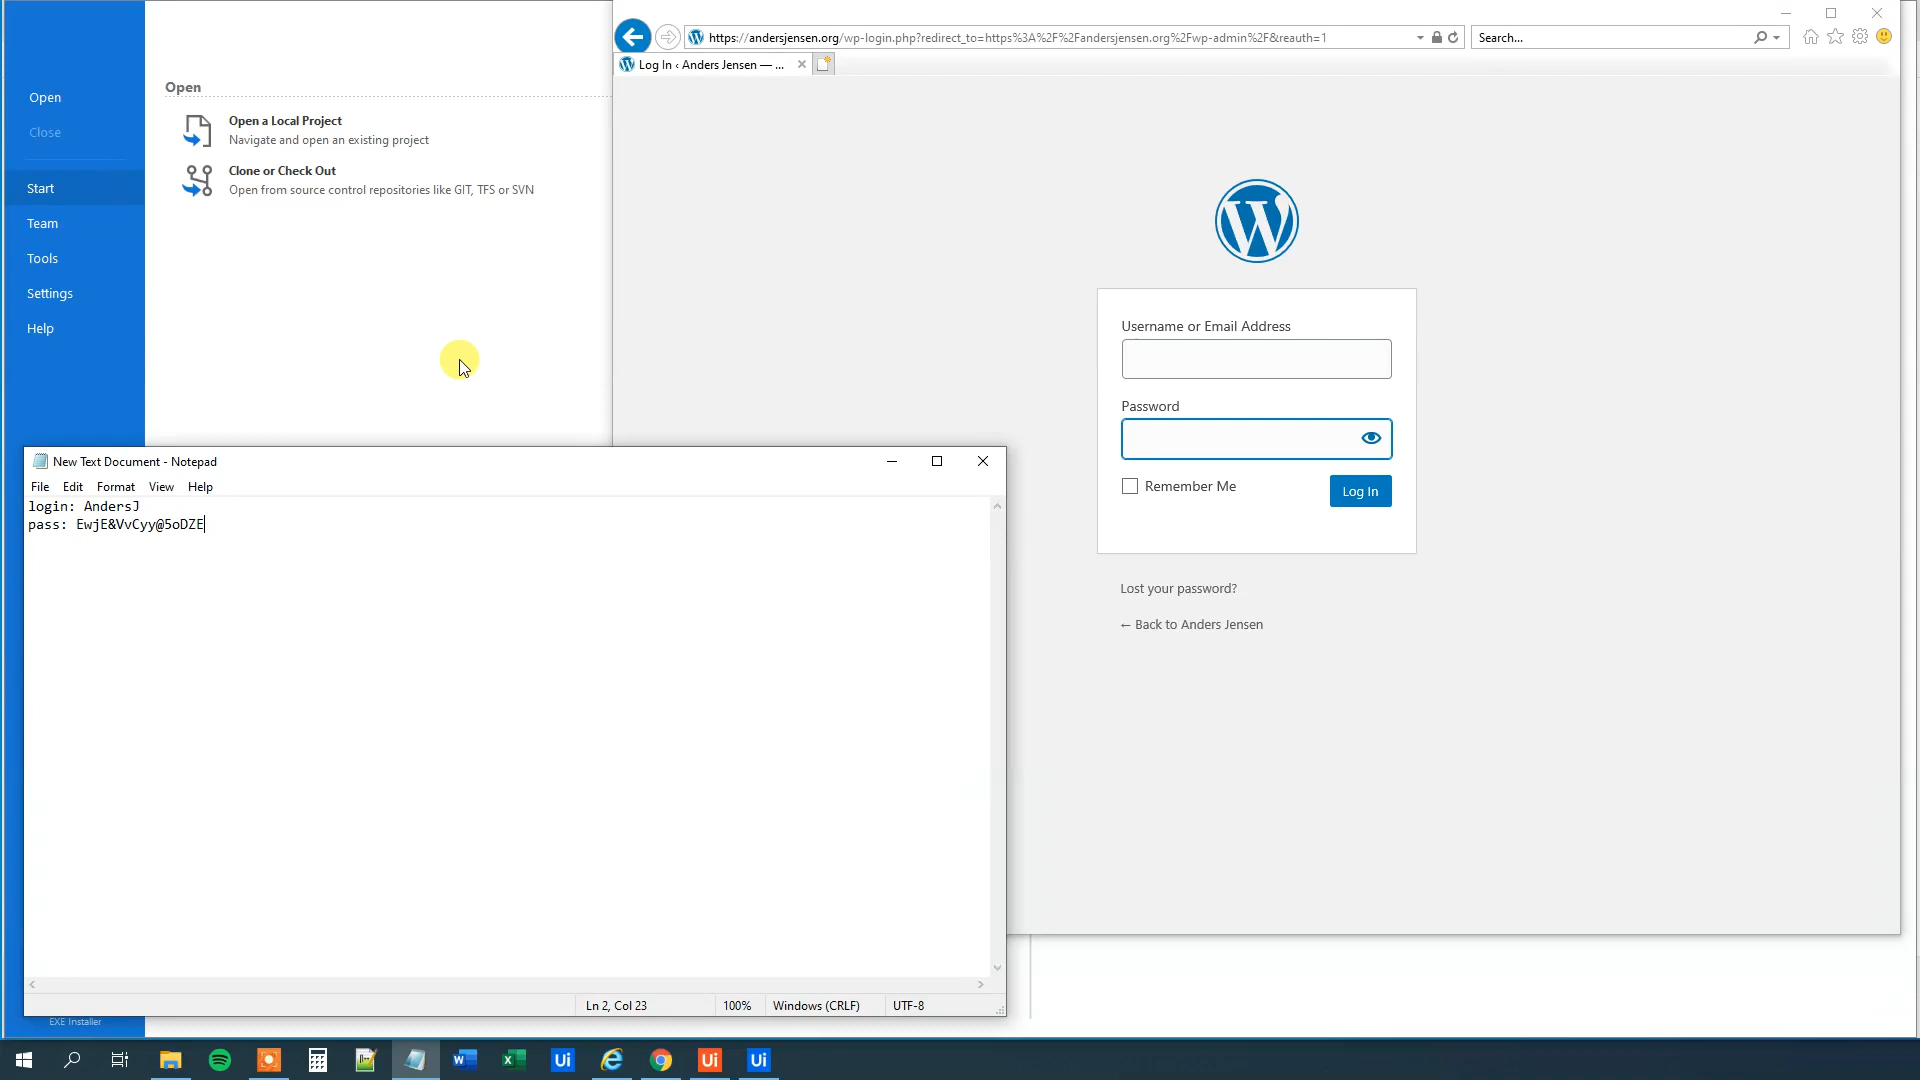 Open
Close
Start
Team
Tools
Settings
Help
Open
Open a Local Project
Navigate and open an existing project
Clone or Check Out
Open from source control repositories like GIT, TFS or SVN
https://andersjensen.org/wp-login.php?redirect_to=https%3A%2F%2Fandersjensen.org%2Fwp-admin%2F&reauth=1
Search...
Log In ‹ Anders Jensen — ...
Username or Email Address
Password
Remember Me
Log In
Lost your password?
← Back to Anders Jensen
New Text Document - Notepad
File Edit Format View Help
login: AndersJ
pass: EwjE&VvCyy@5oDZE
Ln 2, Col 23
100%
Windows (CRLF)
UTF-8
EXE Installer
Ui
Ui
Ui